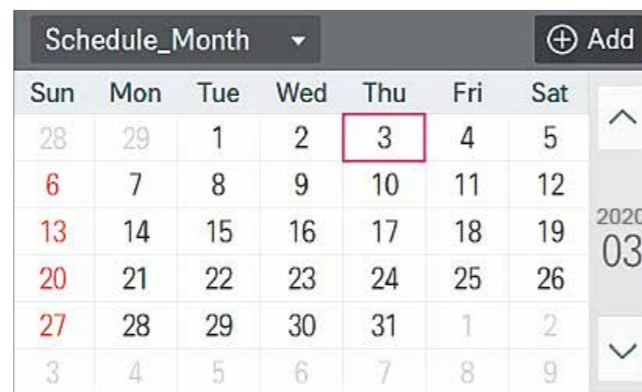 Schedule_Month Add
Sun Mon Tue Wed Thu Fri Sat
28 29 1 2 3 4 5
6 7 8 9 10 11 12
13 14 15 16 17 18 19
2020
03
20 21 22 23 24 25 26
27 28 29 30 31 1 2
3 4 5 6 7 8 9